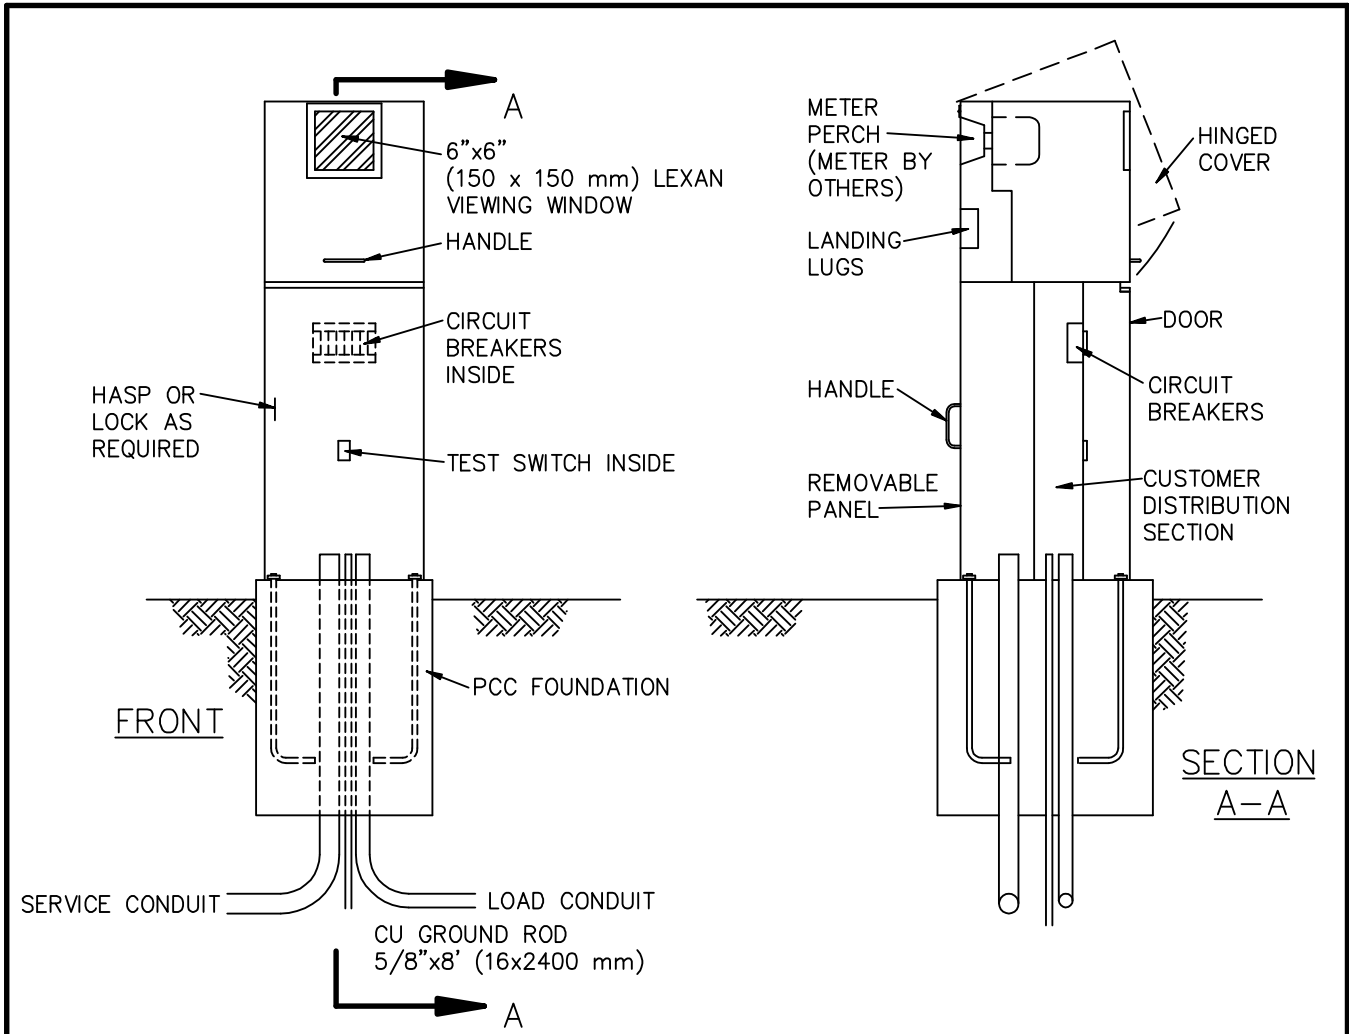 A
6”x6”
(150 x 150 mm) LEXAN
VIEWING WINDOW
HANDLE
CIRCUIT
BREAKERS
INSIDE
HASP OR
LOCK AS
REQUIRED
TEST SWITCH INSIDE
PCC FOUNDATION
FRONT
SERVICE CONDUIT
LOAD CONDUIT
CU GROUND ROD
5/8”x8’ (16x2400 mm)
A
METER
PERCH
(METER BY
OTHERS)
HINGED
COVER
LANDING
LUGS
DOOR
HANDLE
CIRCUIT
BREAKERS
REMOVABLE
PANEL
CUSTOMER
DISTRIBUTION
SECTION
SECTION
A-A